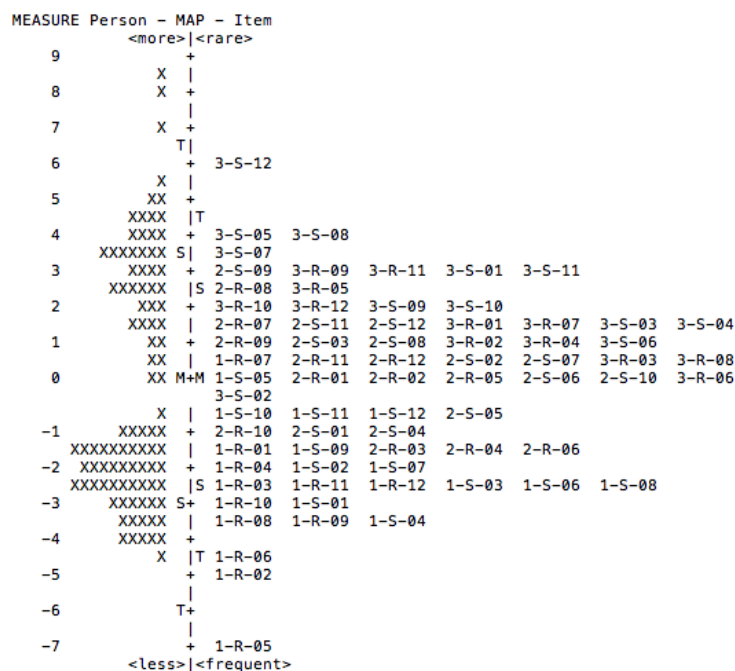 MEASURE Person - MAP - Item
<more>|<rare>
9 +
X |
8 X +
|
7 X +
T|
6 + 3-S-12
X |
5 XX +
XXXX |T
4 XXXX + 3-S-05 3-S-08
XXXXXXX S| 3-S-07
3 XXXX + 2-S-09 3-R-09 3-R-11 3-S-01 3-S-11
XXXXXX |S 2-R-08 3-R-05
2 XXX + 3-R-10 3-R-12 3-S-09 3-S-10
XXXX | 2-R-07 2-S-11 2-S-12 3-R-01 3-R-07 3-S-03 3-S-04
1 XX + 2-R-09 2-S-03 2-S-08 3-R-02 3-R-04 3-S-06
XX | 1-R-07 2-R-11 2-R-12 2-S-02 2-S-07 3-R-03 3-R-08
0 XX M+M 1-S-05 2-R-01 2-R-02 2-R-05 2-S-06 2-S-10 3-R-06
3-S-02
X | 1-S-10 1-S-11 1-S-12 2-S-05
-1 XXXXX + 2-R-10 2-S-01 2-S-04
XXXXXXXXXX | 1-R-01 1-S-09 2-R-03 2-R-04 2-R-06
-2 XXXXXXXXX + 1-R-04 1-S-02 1-S-07
XXXXXXXXXX |S 1-R-03 1-R-11 1-R-12 1-S-03 1-S-06 1-S-08
-3 XXXXXX S+ 1-R-10 1-S-01
XXXXX | 1-R-08 1-R-09 1-S-04
-4 XXXXX +
X |T 1-R-06
-5 + 1-R-02
|
-6 T+
|
-7 + 1-R-05
<less>|<frequent>